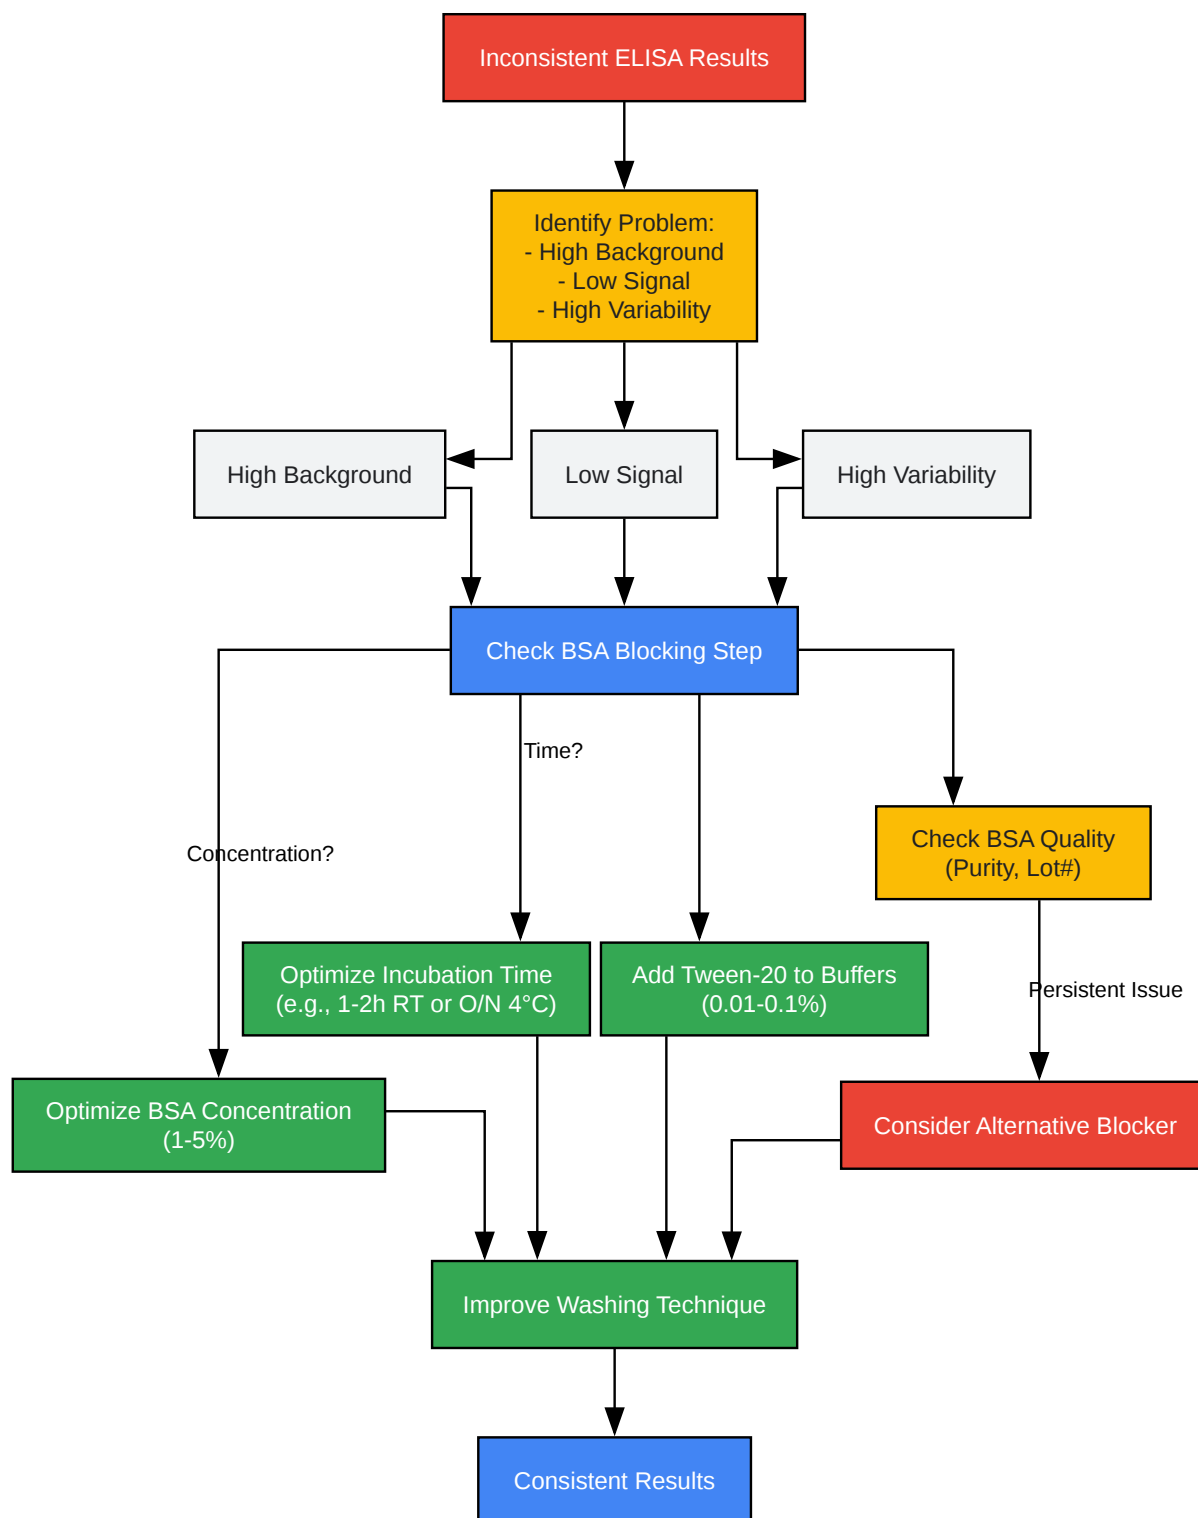 Inconsistent ELISA Results
Identify Problem:
- High Background
- Low Signal
- High Variability
High Background
Low Signal
High Variability
Check BSA Blocking Step
Time?
Concentration?
Check BSA Quality
(Purity, Lot#)
Optimize Incubation Time
(e.g., 1-2h RT or O/N 4°C)
Add Tween-20 to Buffers
(0.01-0.1%)
Persistent Issue
Optimize BSA Concentration
(1-5%)
Consider Alternative Blocker
Improve Washing Technique
Consistent Results